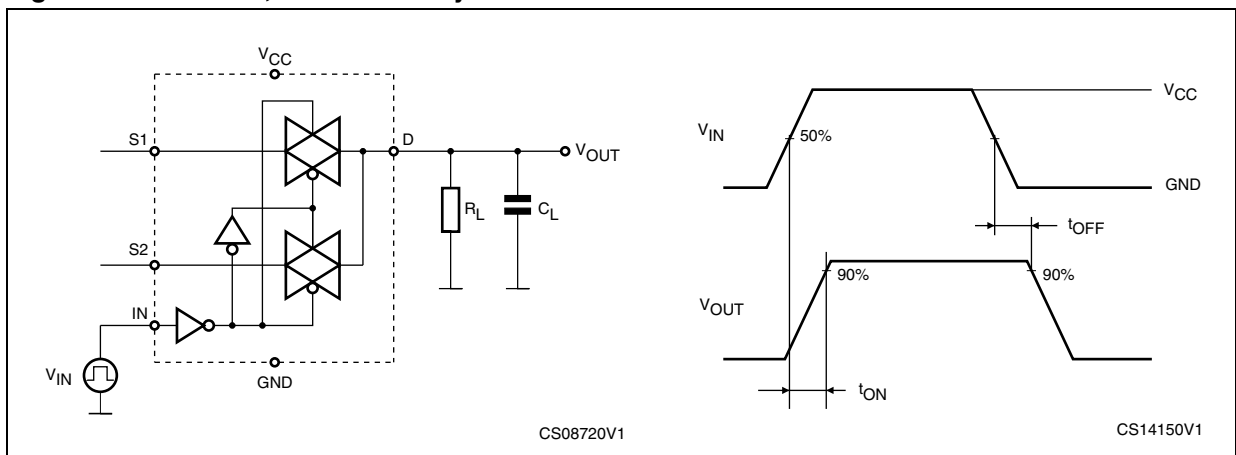 V_CC
S1
D
V_OUT
R_L
C_L
S2
IN
V_IN
GND
CS08720V1
V_CC
V_IN
50%
GND
t_OFF
90%
90%
V_OUT
t_ON
CS14150V1